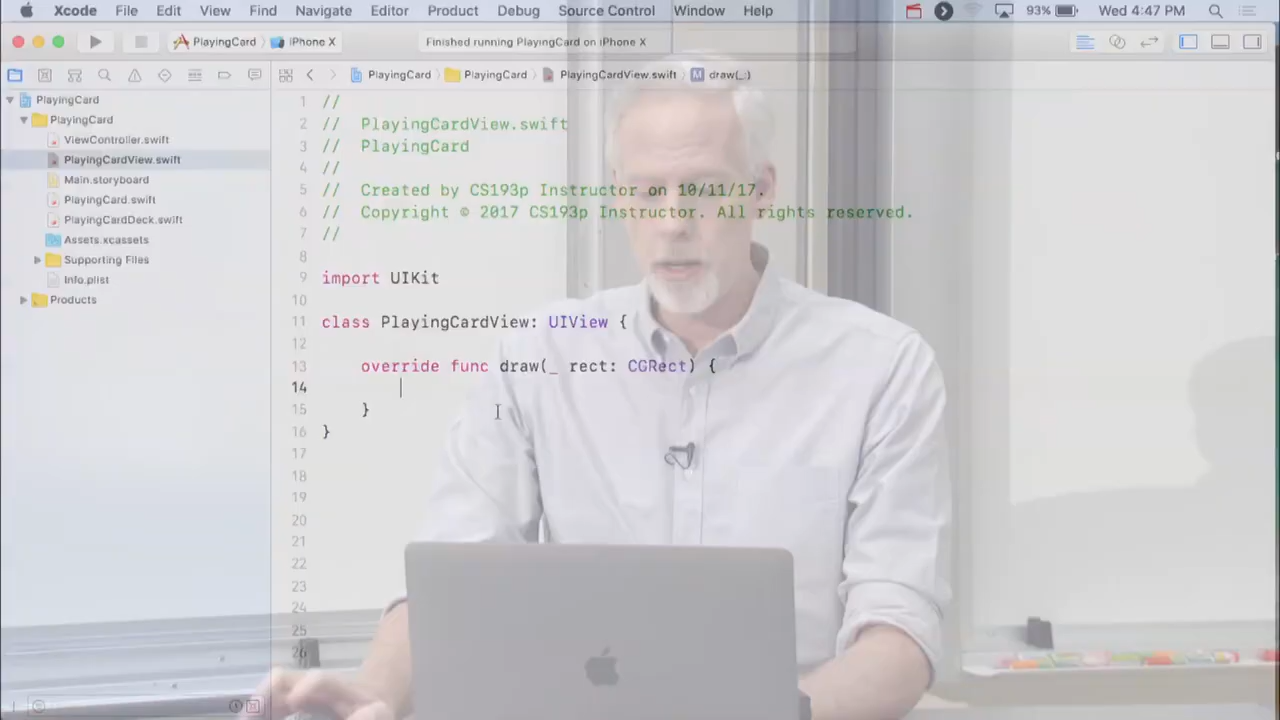 Xcode File Edit View Find Navigate Editor Product Debug Source Control Window Help 93% Wed 4:47 PM
PlayingCard iPhone X Finished running PlayingCard on iPhone X
PlayingCard PlayingCard PlayingCardView.swift M draw(_:)
PlayingCard
PlayingCard
ViewController.swift
PlayingCardView.swift
Main.storyboard
PlayingCard.swift
PlayingCardDeck.swift
Assets.xcassets
Supporting Files
Info.plist
Products
1 //
2 // PlayingCardView.swift
3 // PlayingCard
4 //
5 // Created by CS193p Instructor on 10/11/17.
6 // Copyright © 2017 CS193p Instructor. All rights reserved.
7 //
8
9 import UIKit
10
11 class PlayingCardView: UIView {
12
13 override func draw(_ rect: CGRect) {
14
15 }
16 }
17
18
19
20
21
22
23
24
25
26